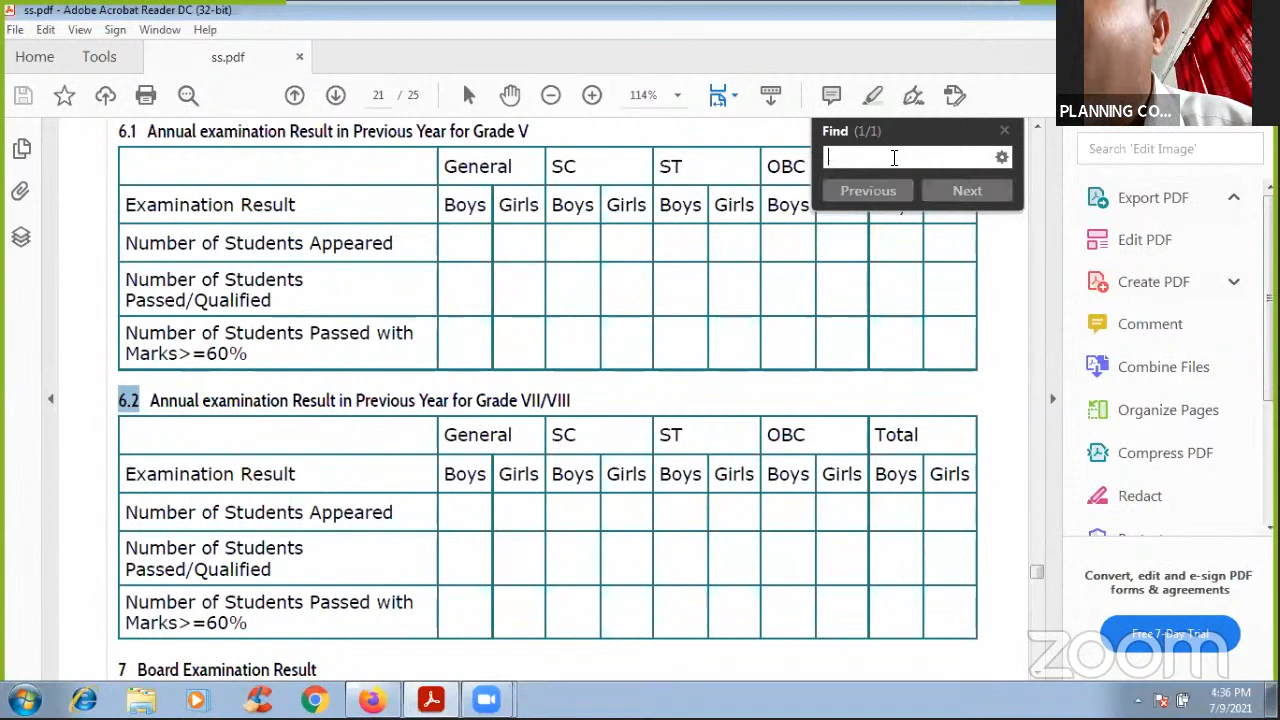 ss.pdf - Adobe Acrobat Reader DC (32-bit)
File Edit View Sign Window Help
Home Tools ss.pdf ×
21 / 25 114%
PLANNING CO...
6.1 Annual examination Result in Previous Year for Grade V
Find (1/1)
Previous Next
General SC ST OBC
Examination Result Boys Girls Boys Girls Boys Girls Boys
Number of Students Appeared
Number of Students
Passed/Qualified
Number of Students Passed with
Marks>=60%
6.2 Annual examination Result in Previous Year for Grade VII/VIII
General SC ST OBC Total
Examination Result Boys Girls Boys Girls Boys Girls Boys Girls Boys Girls
Number of Students Appeared
Number of Students
Passed/Qualified
Number of Students Passed with
Marks>=60%
7 Board Examination Result
Search 'Edit Image'
Export PDF
Edit PDF
Create PDF
Comment
Combine Files
Organize Pages
Compress PDF
Redact
Convert, edit and e-sign PDF
forms & agreements
Free 7-Day Trial
zoom
4:36 PM
7/9/2021